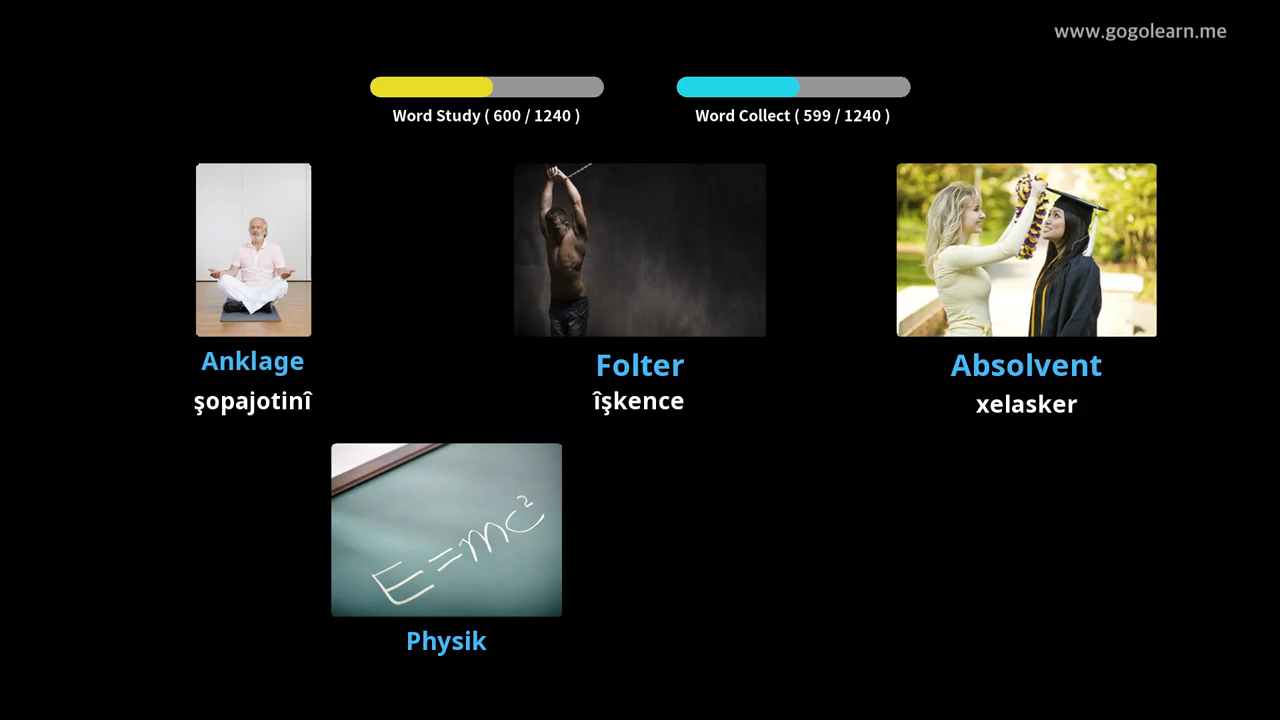 www.gogolearn.me
Word Study ( 600 / 1240 )
Word Collect ( 599 / 1240 )
Anklage
şopajotinî
Folter
îşkence
Absolvent
xelasker
E=mc²
Physik